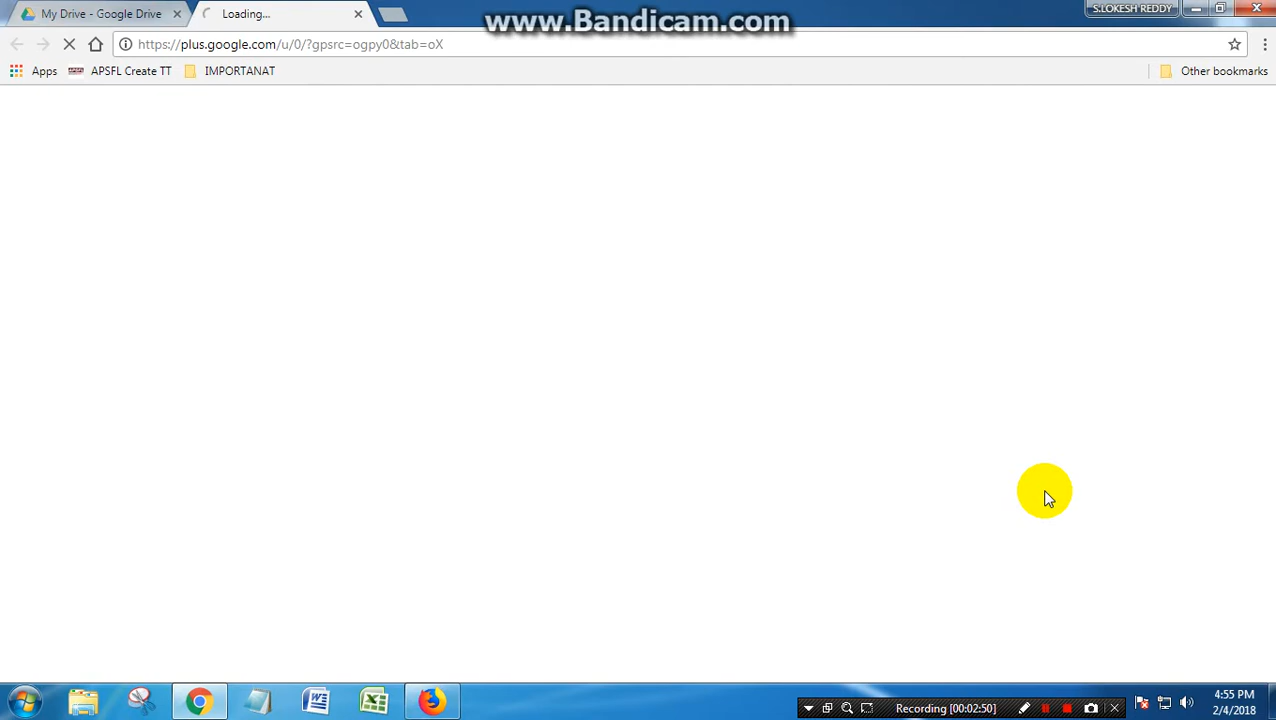 My Drive - Google Drive
Loading...
www.Bandicam.com
S.LOKESH REDDY
https://plus.google.com/u/0/?gpsrc=ogpy0&tab=oX
Apps
APSFL Create TT
IMPORTANAT
Other bookmarks
Recording [00:02:50]
4:55 PM
2/4/2018